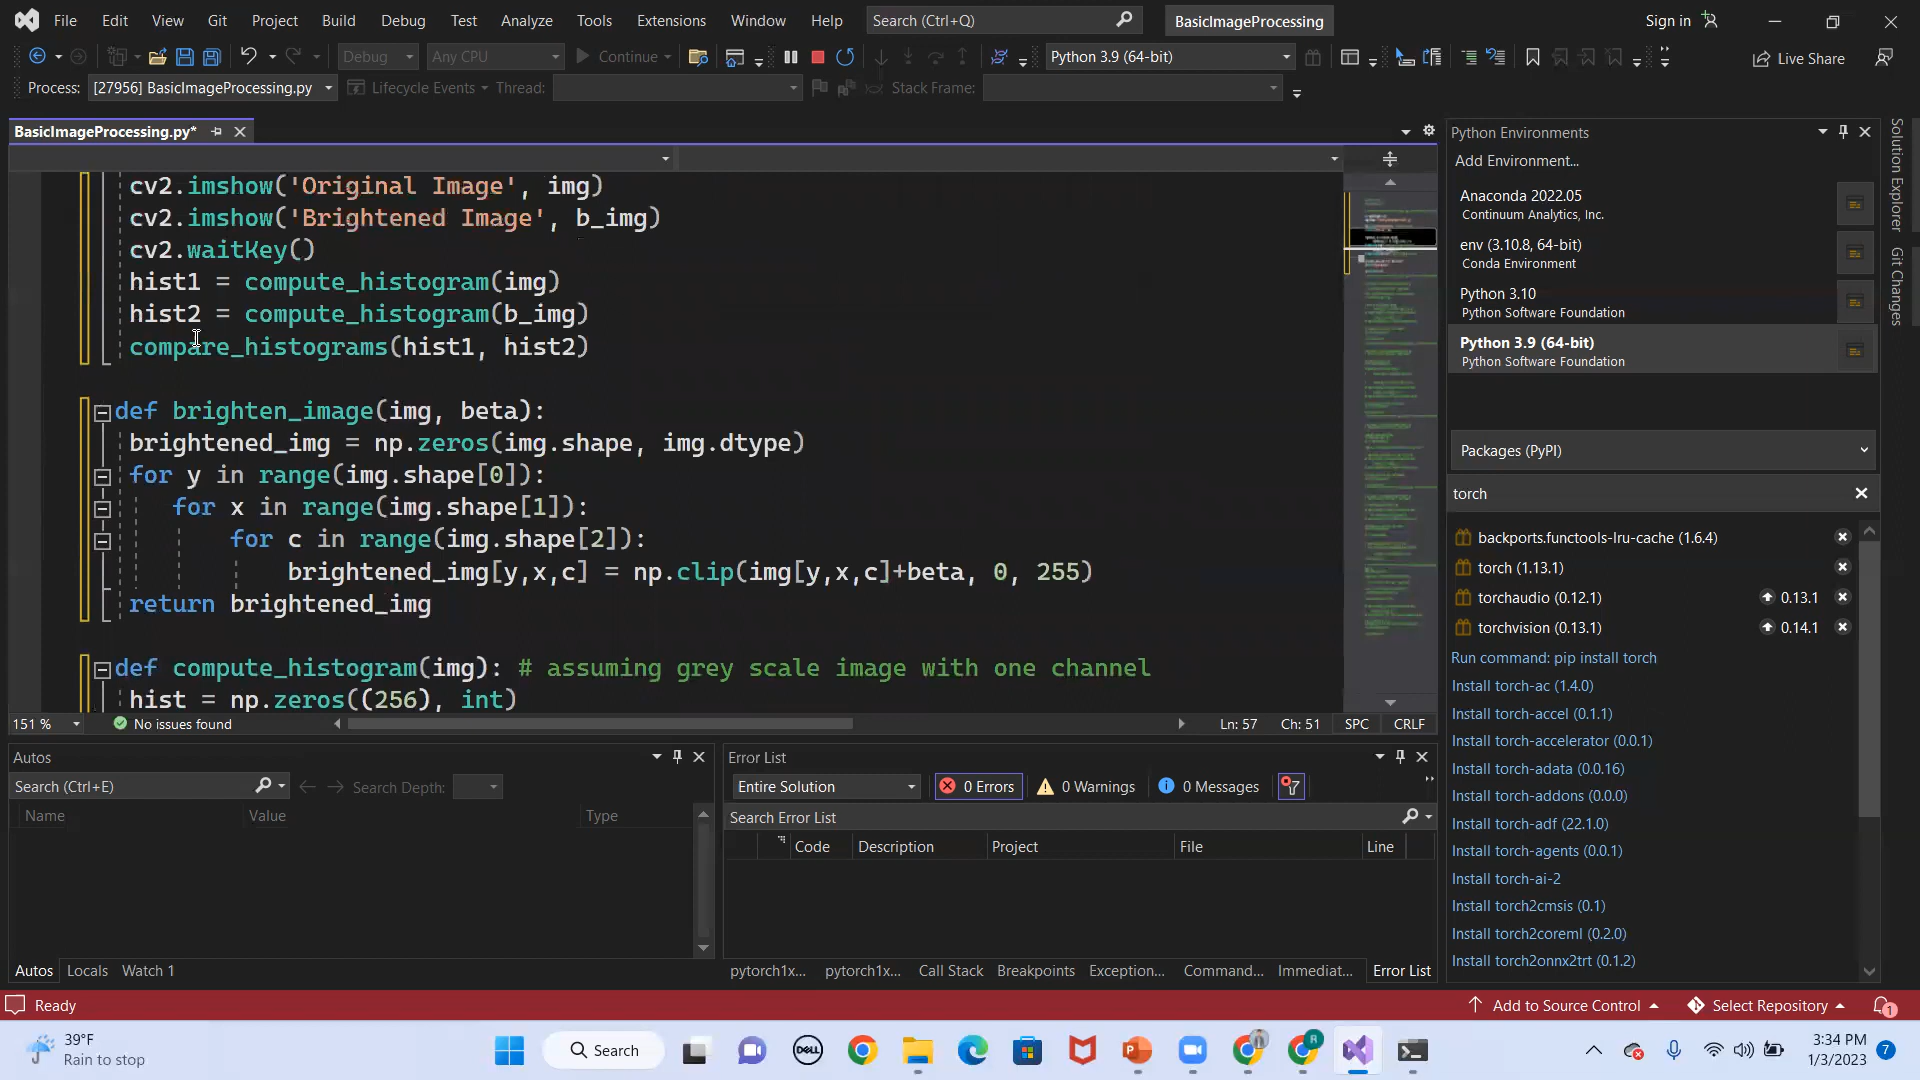 File Edit View Git Project Build Debug Test Analyze Tools Extensions Window Help Search (Ctrl+Q) BasicImageProcessing Sign in
Debug Any CPU Continue Python 3.9 (64-bit) Live Share
Process: [27956] BasicImageProcessing.py Lifecycle Events Thread: Stack Frame:
BasicImageProcessing.py*
cv2.imshow('Original Image', img)
cv2.imshow('Brightened Image', b_img)
cv2.waitKey()
hist1 = compute_histogram(img)
hist2 = compute_histogram(b_img)
compare_histograms(hist1, hist2)
def brighten_image(img, beta):
brightened_img = np.zeros(img.shape, img.dtype)
for y in range(img.shape[0]):
for x in range(img.shape[1]):
for c in range(img.shape[2]):
brightened_img[y,x,c] = np.clip(img[y,x,c]+beta, 0, 255)
return brightened_img
def compute_histogram(img): # assuming grey scale image with one channel
hist = np.zeros((256), int)
151 % No issues found Ln: 57 Ch: 51 SPC CRLF
Python Environments
Add Environment...
Anaconda 2022.05
Continuum Analytics, Inc.
env (3.10.8, 64-bit)
Conda Environment
Python 3.10
Python Software Foundation
Python 3.9 (64-bit)
Python Software Foundation
Packages (PyPI)
torch
backports.functools-lru-cache (1.6.4)
torch (1.13.1)
torchaudio (0.12.1) 0.13.1
torchvision (0.13.1) 0.14.1
Run command: pip install torch
Install torch-ac (1.4.0)
Install torch-accel (0.1.1)
Install torch-accelerator (0.0.1)
Install torch-adata (0.0.16)
Install torch-addons (0.0.0)
Install torch-adf (22.1.0)
Install torch-agents (0.0.1)
Install torch-ai-2
Install torch2cmsis (0.1)
Install torch2coreml (0.2.0)
Install torch2onnx2trt (0.1.2)
Solution Explorer
Git Changes
Autos
Search (Ctrl+E) Search Depth:
Name Value Type
Autos Locals Watch 1
Error List
Entire Solution 0 Errors 0 Warnings 0 Messages
Search Error List
Code Description Project File Line
pytorch1x... pytorch1x... Call Stack Breakpoints Exception... Command... Immediat... Error List
Ready Add to Source Control Select Repository 1
39°F
Rain to stop
Search
DELL
3:34 PM
1/3/2023
7